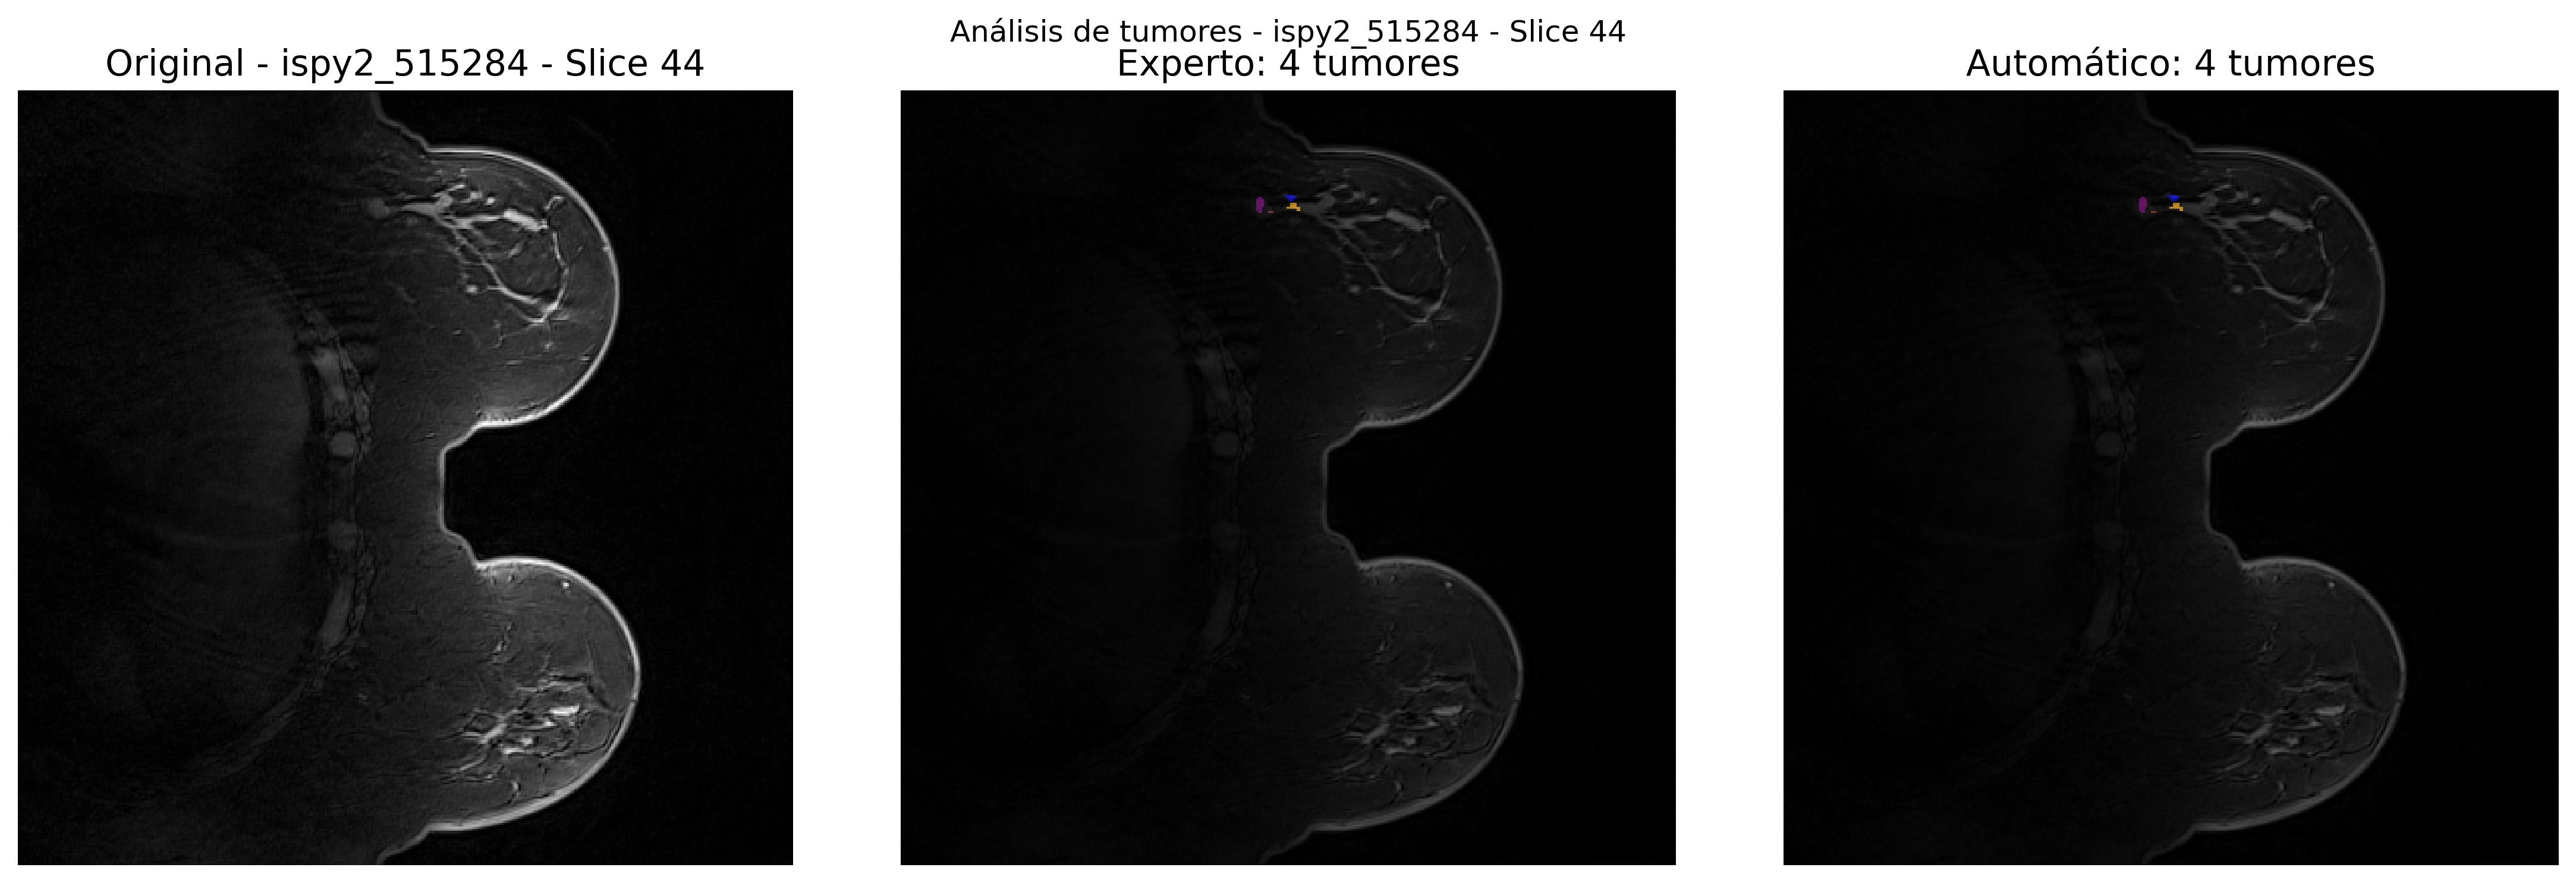 Análisis de tumores - ispy2_515284 - Slice 44
Original - ispy2_515284 - Slice 44
Experto: 4 tumores
Automático: 4 tumores